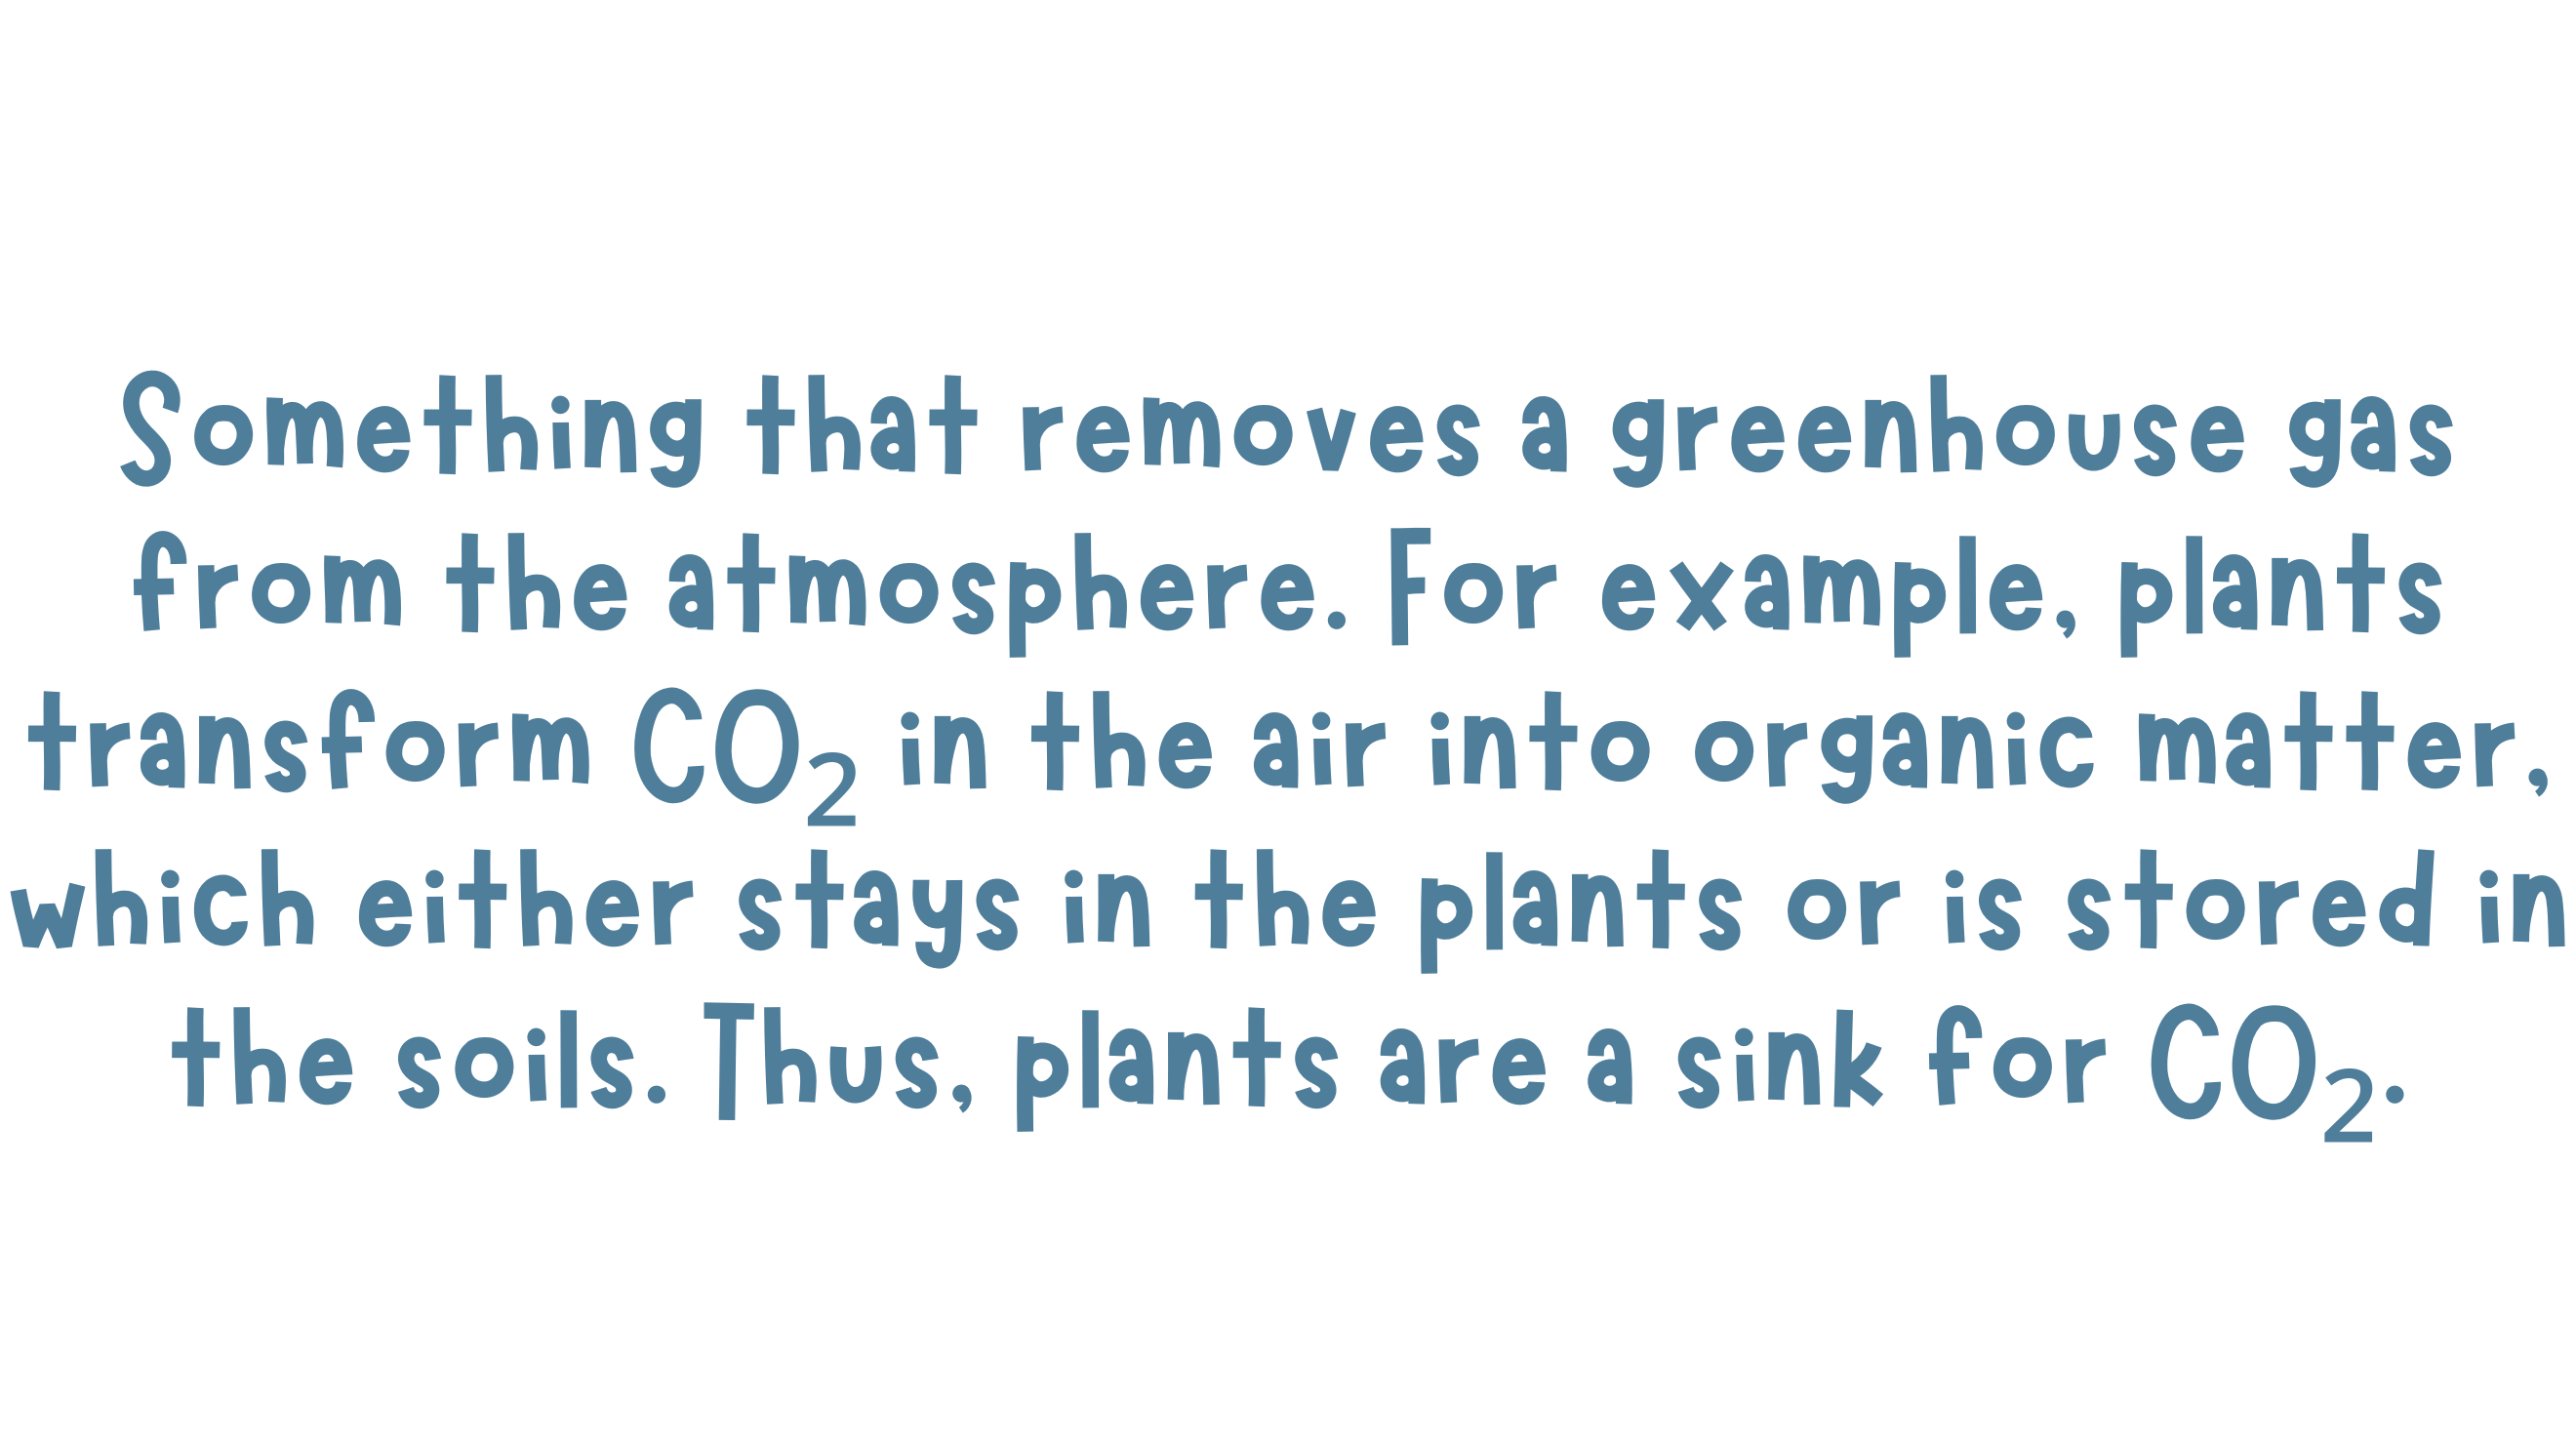 Something that removes a greenhouse gas
from the atmosphere. For example, plants
transform CO₂ in the air into organic matter,
which either stays in the plants or is stored in
the soils. Thus, plants are a sink for CO₂.